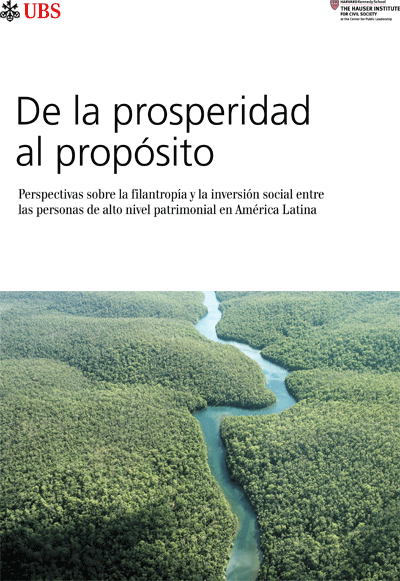 UBS
HARVARD Kennedy School
THE HAUSER INSTITUTE
FOR CIVIL SOCIETY
at the Center for Public Leadership
De la prosperidad
al propósito
Perspectivas sobre la filantropía y la inversión social entre
las personas de alto nivel patrimonial en América Latina